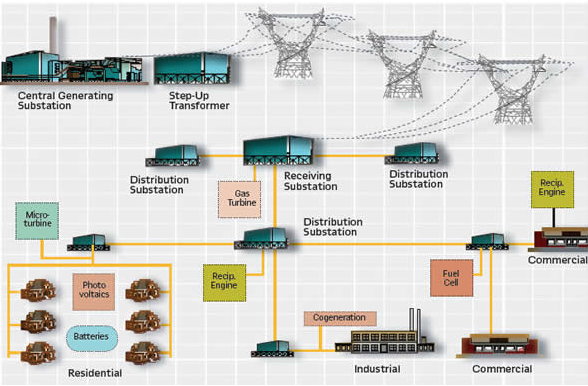 Central Generating
Substation
Step-Up
Transformer
Distribution
Substation
Receiving
Substation
Distribution
Substation
Gas
Turbine
Recip.
Engine
Micro-
turbine
Distribution
Substation
Commercial
Photo
voltaics
Recip.
Engine
Fuel
Cell
Batteries
Cogeneration
Residential
Industrial
Commercial